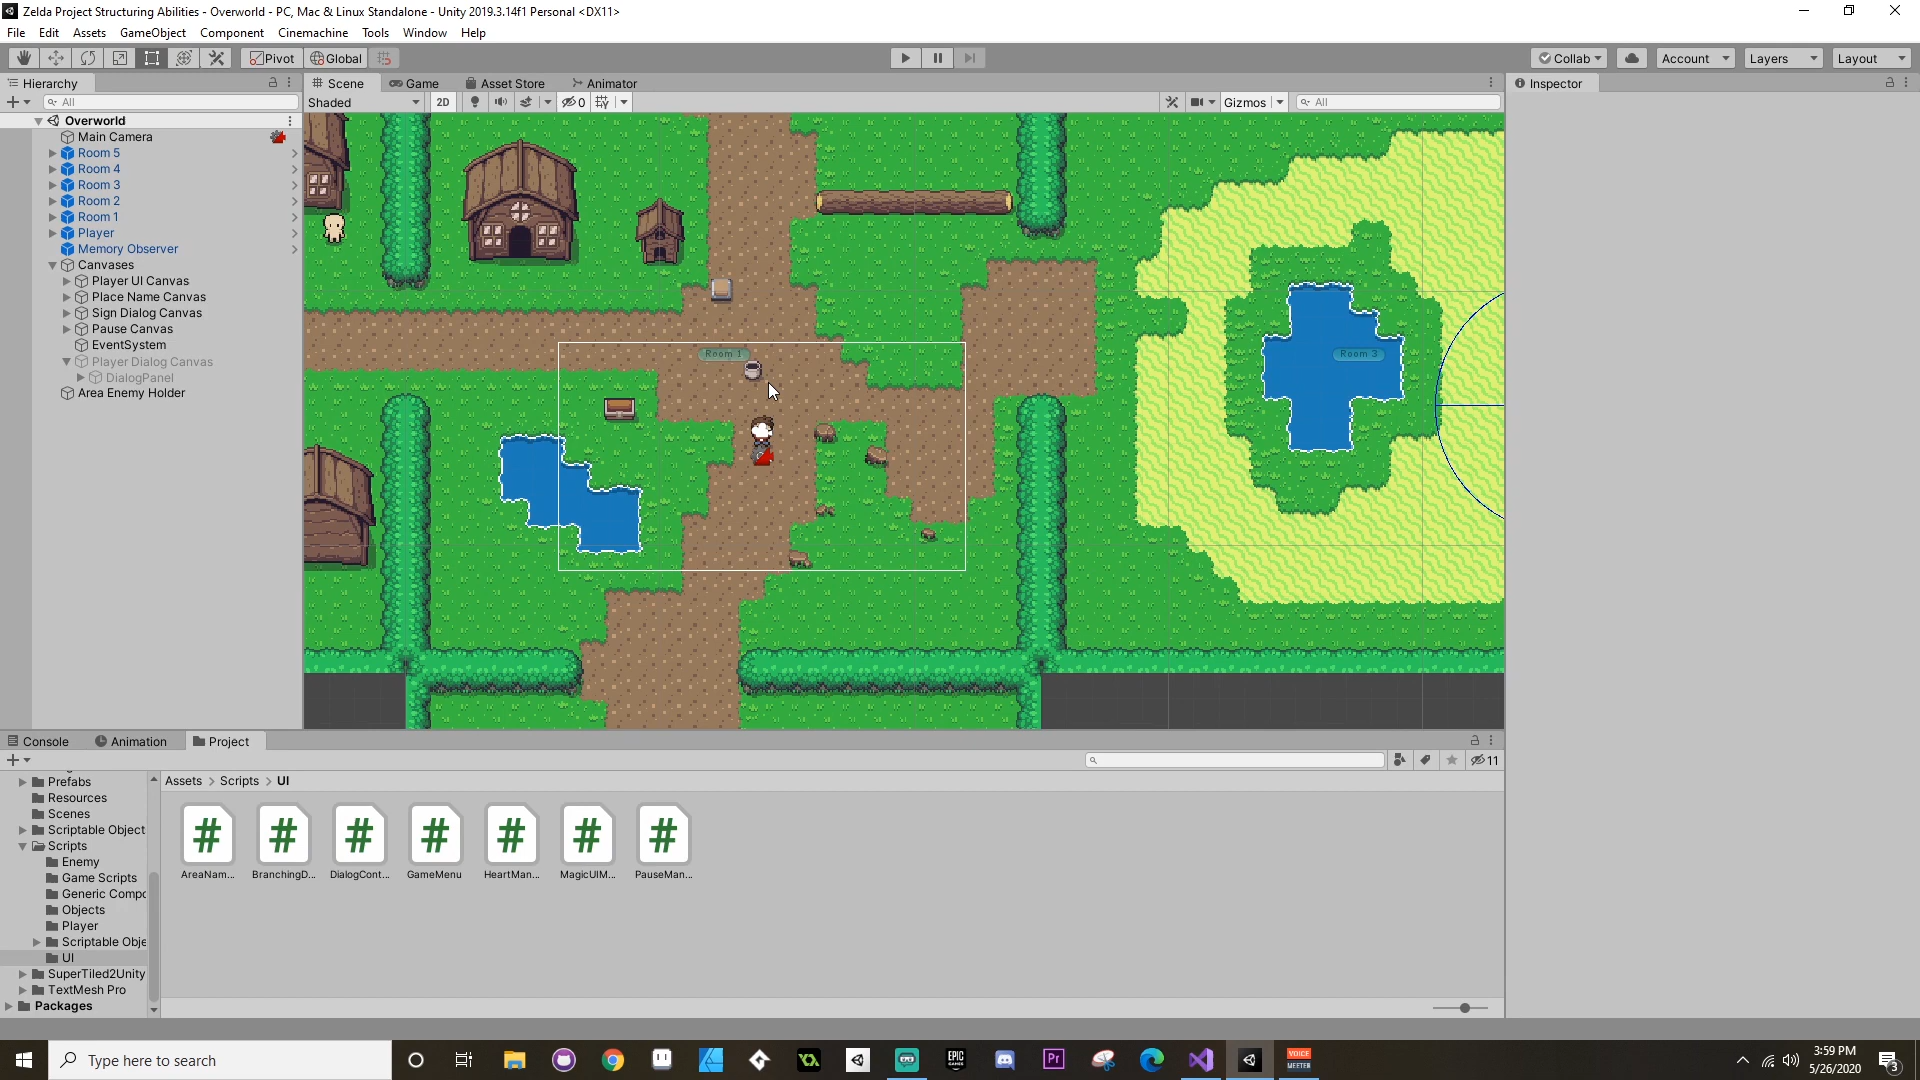 Zelda Project Structuring Abilities - Overworld - PC, Mac & Linux Standalone - Unity 2019.3.14f1 Personal <DX11>
File Edit Assets GameObject Component Cinemachine Tools Window Help
Pivot Global Collab Account Layers Layout
Hierarchy Scene Game Asset Store Animator Inspector
All Shaded 2D 0 Gizmos All
Overworld
Main Camera
Room 5
Room 4
Room 3
Room 2
Room 1
Player
Memory Observer
Canvases
Player UI Canvas
Place Name Canvas
Sign Dialog Canvas
Pause Canvas
EventSystem
Player Dialog Canvas
DialogPanel
Area Enemy Holder
Room 1
Room 3
Console Animation Project
11
Prefabs
Resources
Scenes
Scriptable Object
Scripts
Enemy
Game Scripts
Generic Compo
Objects
Player
Scriptable Obje
UI
SuperTiled2Unity
TextMesh Pro
Packages
Assets > Scripts > UI
AreaNam... BranchingD... DialogCont... GameMenu HeartMan... MagicUIM... PauseMan...
Type here to search
EPIC
GAMES
Pr
VOICE
MEETER
3:59 PM
5/26/2020
3